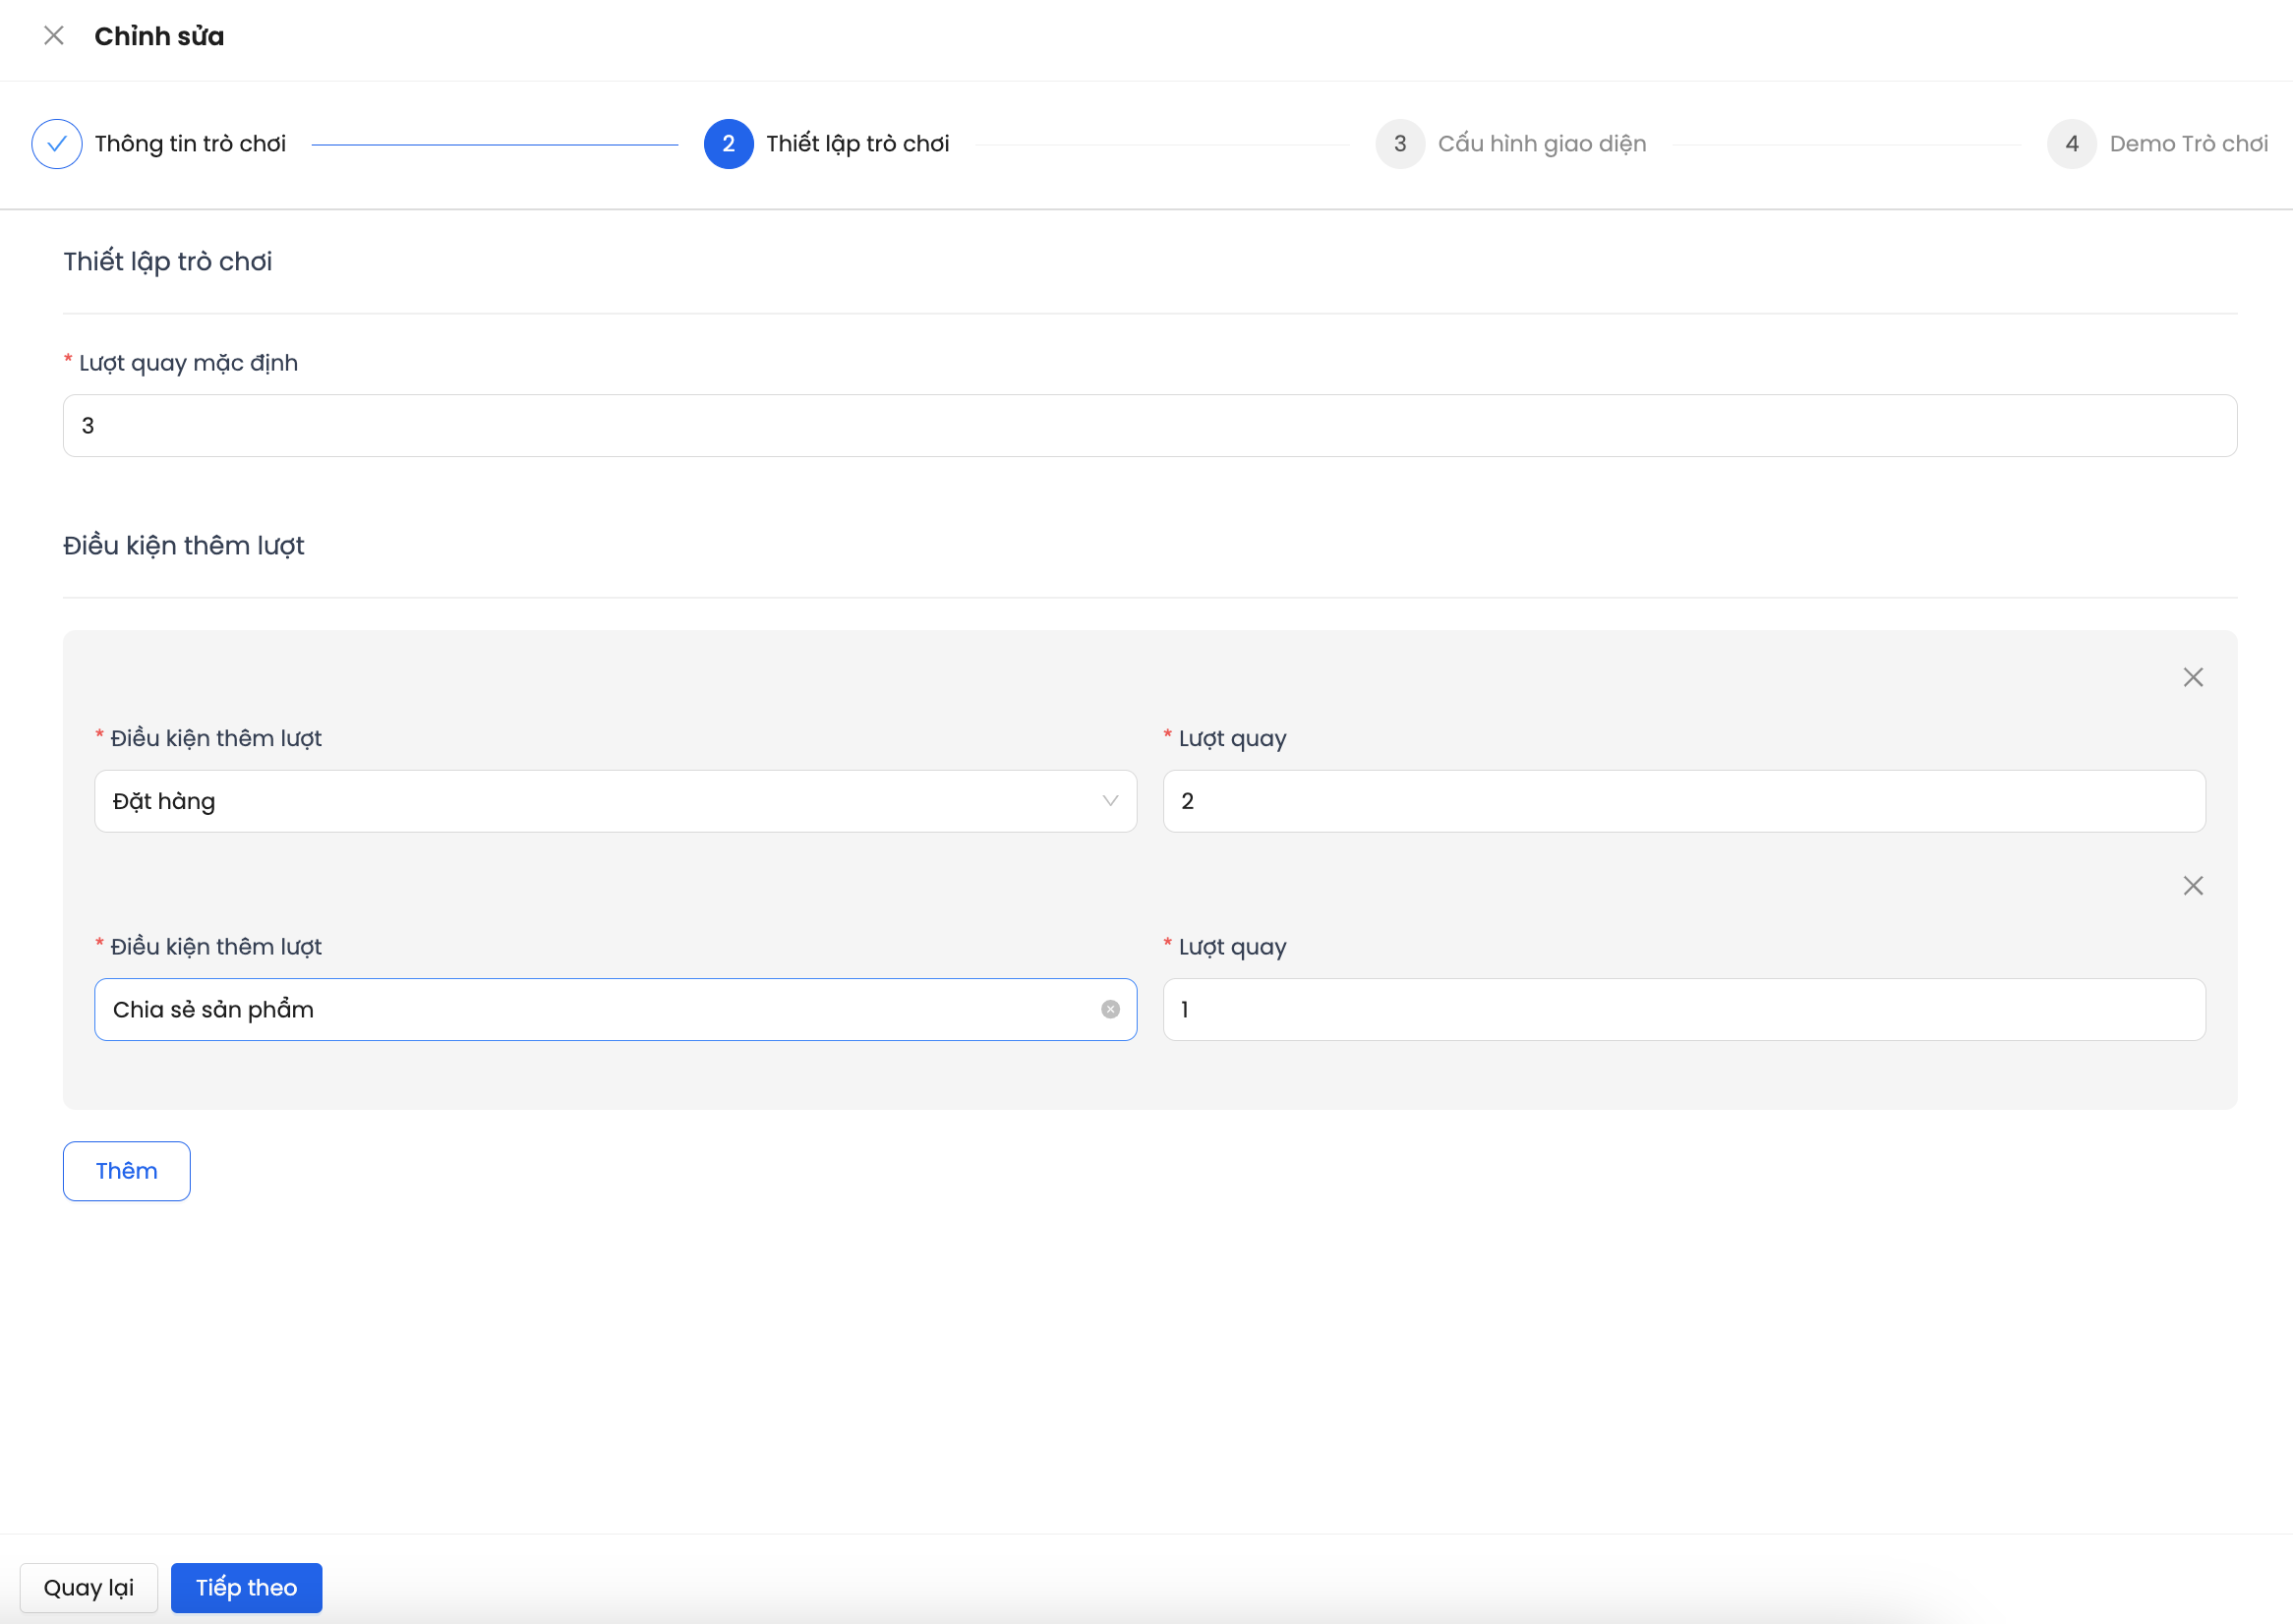 Chỉnh sửa
Thông tin trò chơi
2 Thiết lập trò chơi
3 Cấu hình giao diện
4 Demo Trò chơi
Thiết lập trò chơi
* Lượt quay mặc định
3
Điều kiện thêm lượt
* Điều kiện thêm lượt
* Lượt quay
Đặt hàng
2
* Điều kiện thêm lượt
* Lượt quay
Chia sẻ sản phẩm
1
Thêm
Quay lại
Tiếp theo